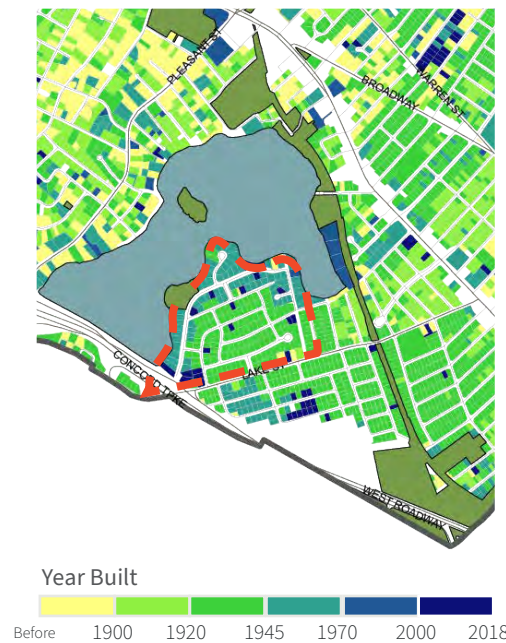 PLEASANT ST
BROADWAY
WARREN ST
LAKE ST
CONCORD TPKE
WEST ROADWAY
Year Built
Before 1900 1920 1945 1970 2000 2018